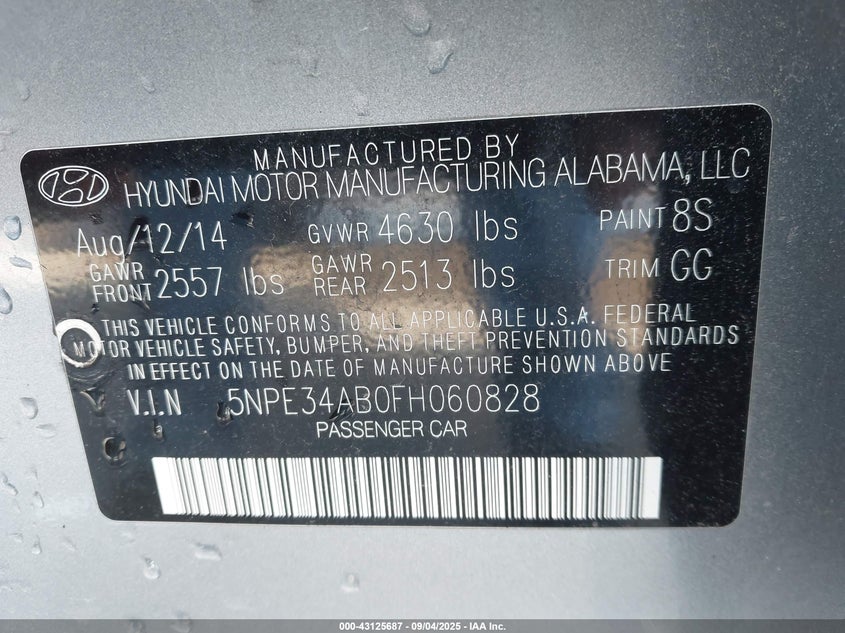 MANUFACTURED BY
HYUNDAI MOTOR MANUFACTURING ALABAMA, LLC
Aug/12/14 GVWR 4630 lbs PAINT 8S
GAWR FRONT 2557 lbs GAWR REAR 2513 lbs TRIM GG
THIS VEHICLE CONFORMS TO ALL APPLICABLE U.S.A. FEDERAL
MOTOR VEHICLE SAFETY, BUMPER, AND THEFT PREVENTION STANDARDS
IN EFFECT ON THE DATE OF MANUFACTURE SHOWN ABOVE
V.I.N 5NPE34AB0FH060828
PASSENGER CAR
000-43125687 - 09/04/2025 - IAA Inc.